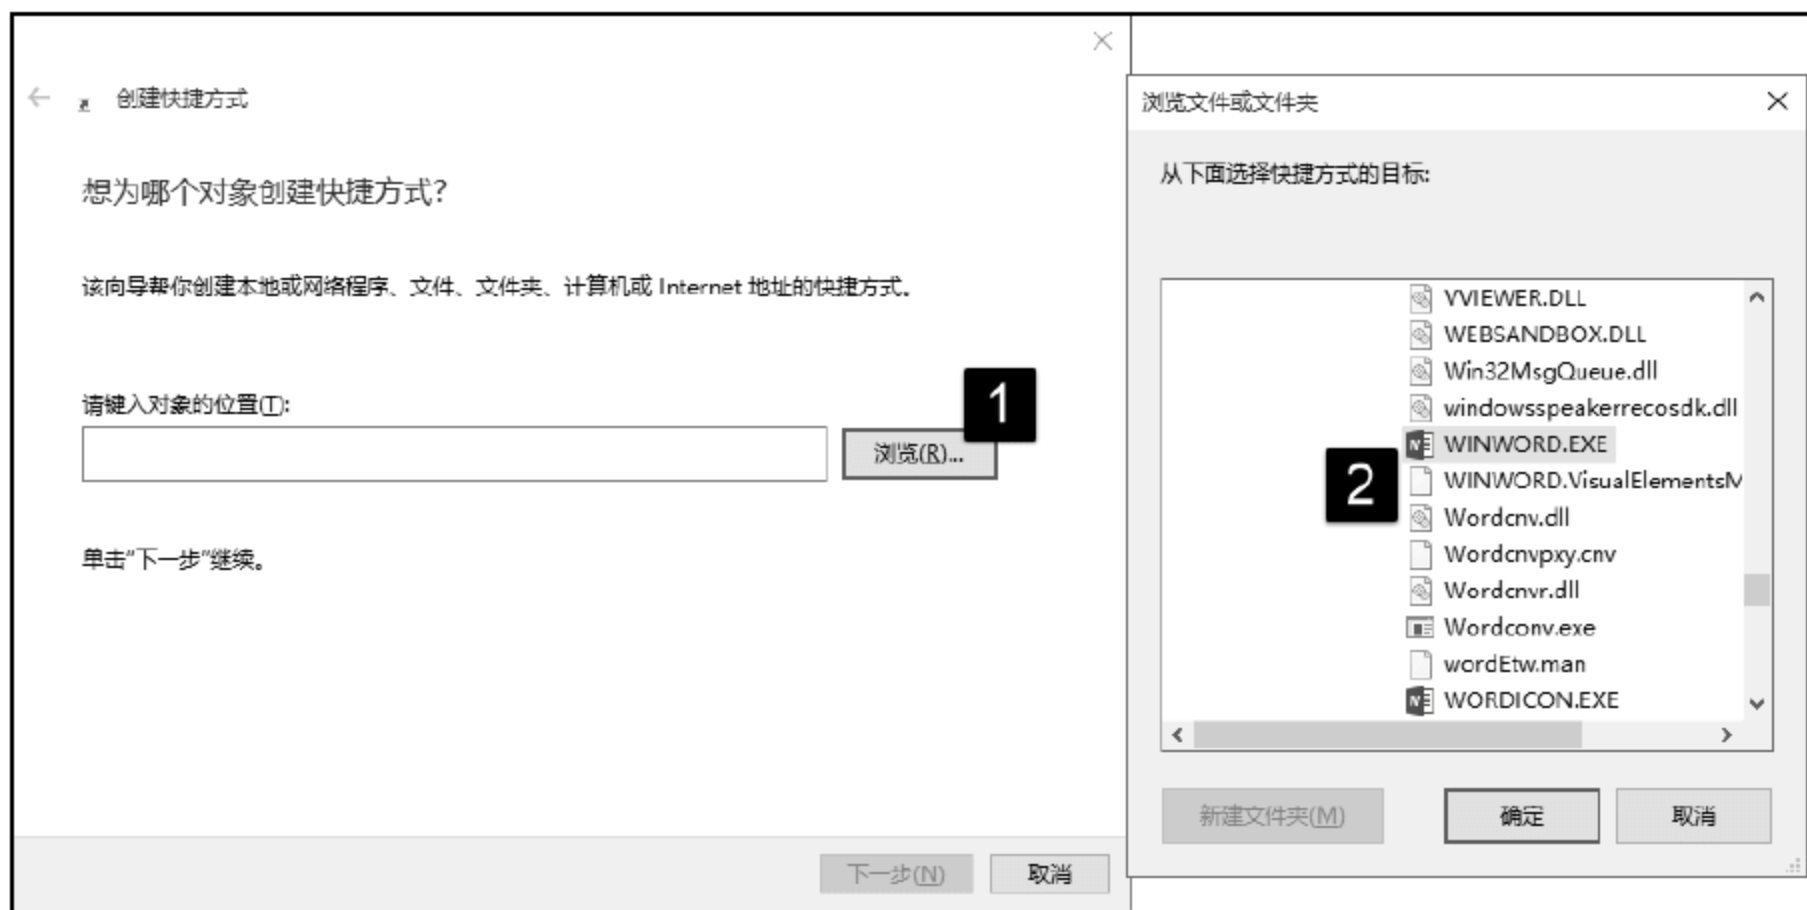 创建快捷方式
想为哪个对象创建快捷方式?
该向导帮你创建本地或网络程序、文件、文件夹、计算机或 Internet 地址的快捷方式。
请键入对象的位置(T):
1
浏览(R)...
单击"下一步"继续。
下一步(N)
取消
浏览文件或文件夹
从下面选择快捷方式的目标:
VVIEWER.DLL
WEBSANDBOX.DLL
Win32MsgQueue.dll
windowsspeakerrecosdk.dll
WINWORD.EXE
2
WINWORD.VisualElementsM
Wordcnv.dll
Wordcnvpxy.cnv
Wordcnvr.dll
Wordconv.exe
wordEtw.man
WORDICON.EXE
新建文件夹(M)
确定
取消